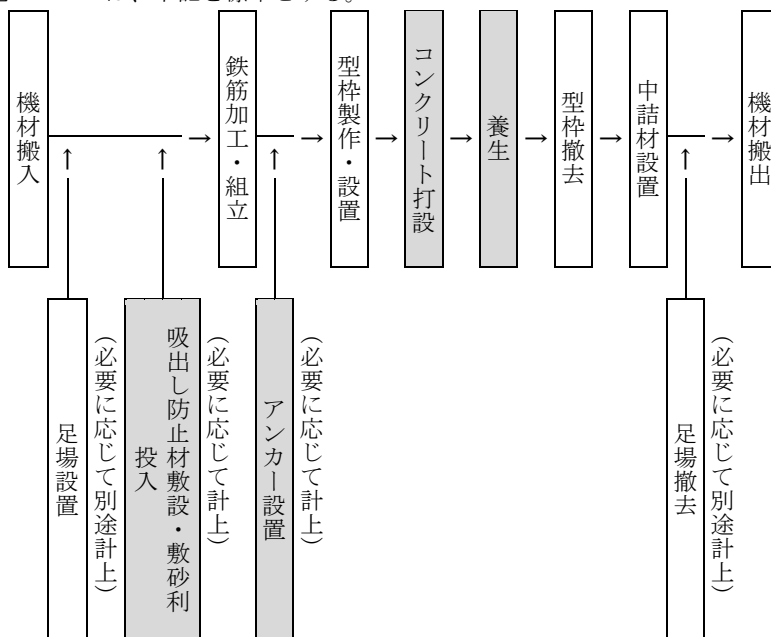 機材搬入
→
鉄筋加工・組立
→
型枠製作・設置
→
コンクリート打設
→
養生
→
型枠撤去
→
中詰材設置
→
機材搬出
↑
↑
↑
↑
足場設置
(必要に応じて別途計上)
吸出し防止材敷設・敷砂利
投入
(必要に応じて計上)
アンカー設置
(必要に応じて計上)
足場撤去
(必要に応じて別途計上)